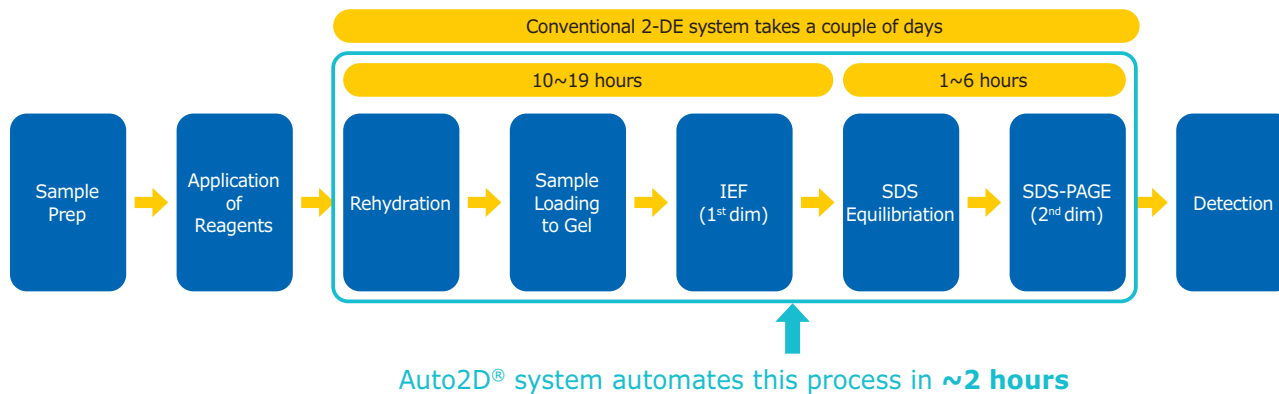 Conventional 2-DE system takes a couple of days
10~19 hours
1~6 hours
Sample
Prep
Application
of
Reagents
Rehydration
Sample
Loading
to Gel
IEF
(1st dim)
SDS
Equilibriation
SDS-PAGE
(2nd dim)
Detection
Auto2D® system automates this process in ~2 hours